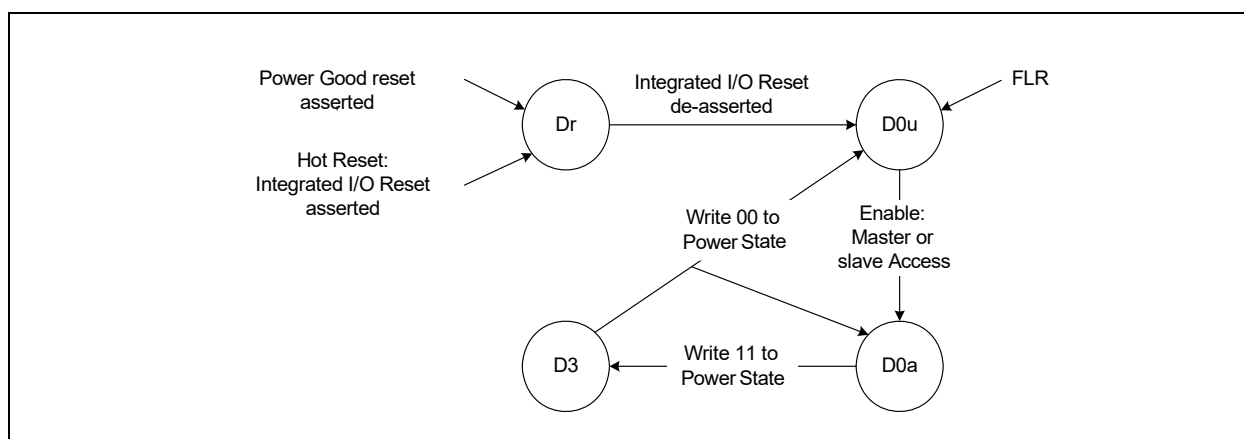 Power Good reset
asserted
Integrated I/O Reset
de-asserted
FLR
Dr
D0u
Hot Reset:
Integrated I/O Reset
asserted
Write 00 to
Power State
Enable:
Master or
slave Access
D3
Write 11 to
Power State
D0a